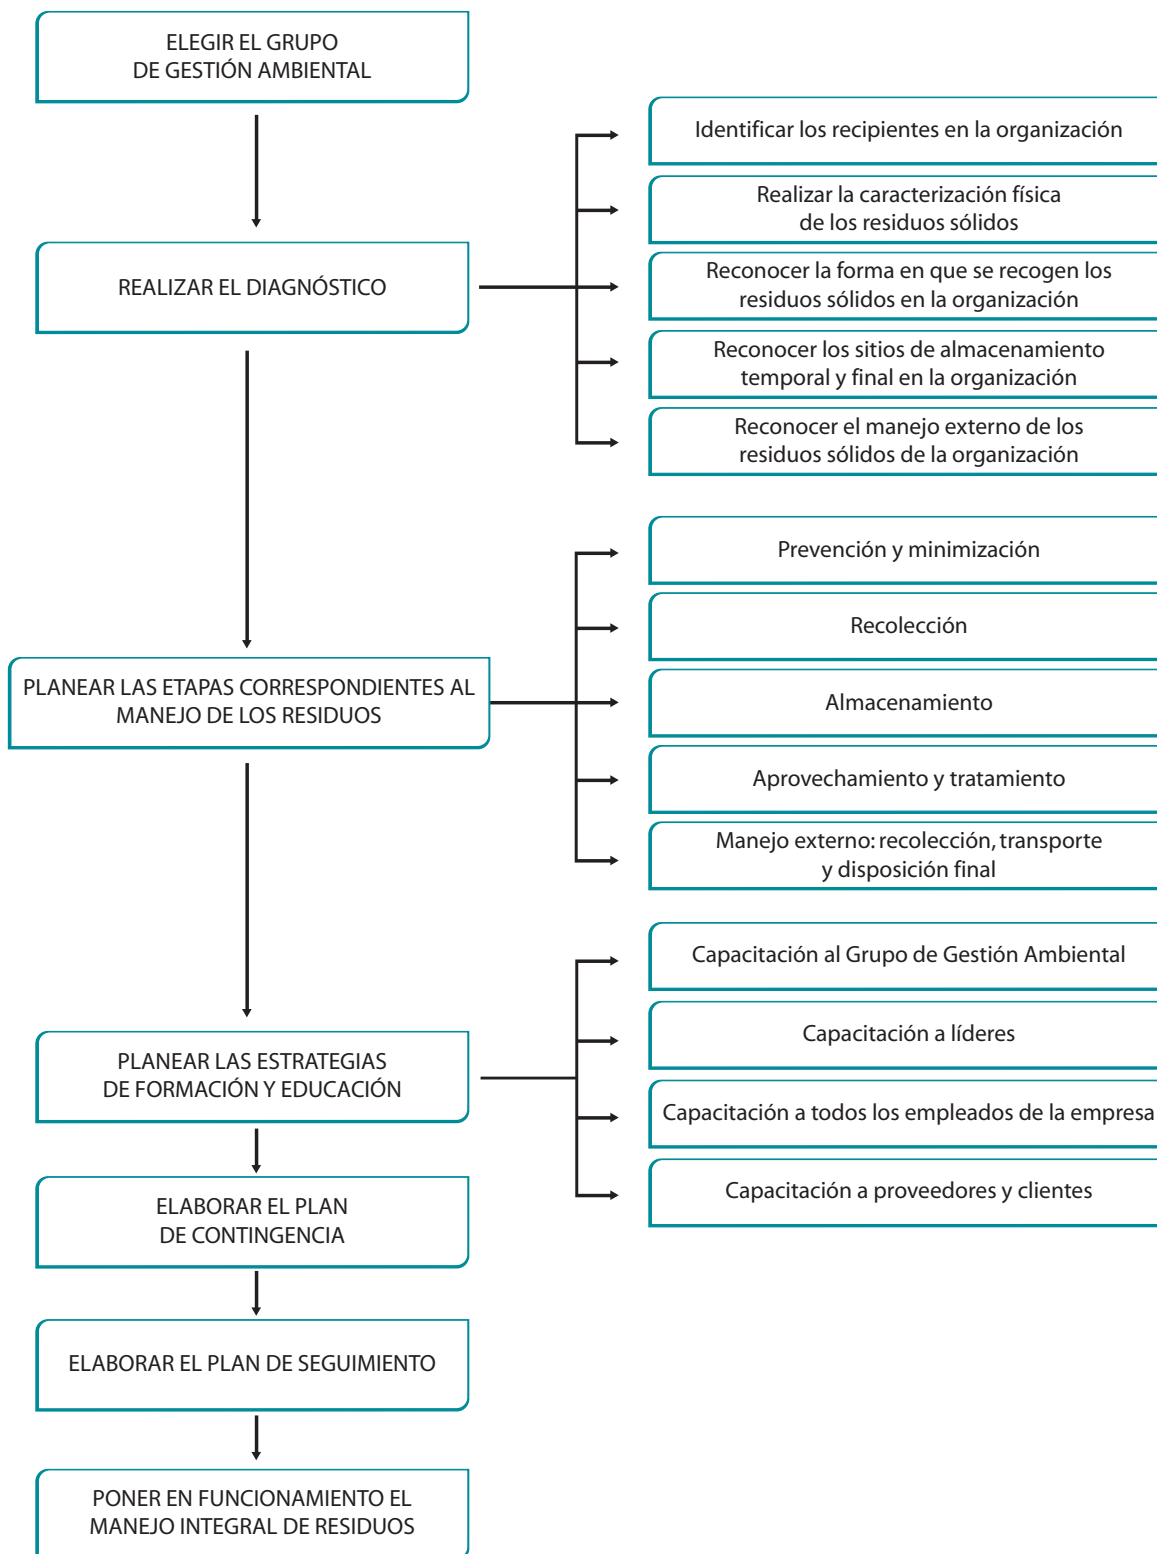 ELEGIR EL GRUPO
DE GESTIÓN AMBIENTAL
Identificar los recipientes en la organización
Realizar la caracterización física
de los residuos sólidos
REALIZAR EL DIAGNÓSTICO
Reconocer la forma en que se recogen los
residuos sólidos en la organización
Reconocer los sitios de almacenamiento
temporal y final en la organización
Reconocer el manejo externo de los
residuos sólidos de la organización
Prevención y minimización
Recolección
PLANEAR LAS ETAPAS CORRESPONDIENTES AL
MANEJO DE LOS RESIDUOS
Almacenamiento
Aprovechamiento y tratamiento
Manejo externo: recolección, transporte
y disposición final
Capacitación al Grupo de Gestión Ambiental
Capacitación a líderes
PLANEAR LAS ESTRATEGIAS
DE FORMACIÓN Y EDUCACIÓN
Capacitación a todos los empleados de la empresa
Capacitación a proveedores y clientes
ELABORAR EL PLAN
DE CONTINGENCIA
ELABORAR EL PLAN DE SEGUIMIENTO
PONER EN FUNCIONAMIENTO EL
MANEJO INTEGRAL DE RESIDUOS